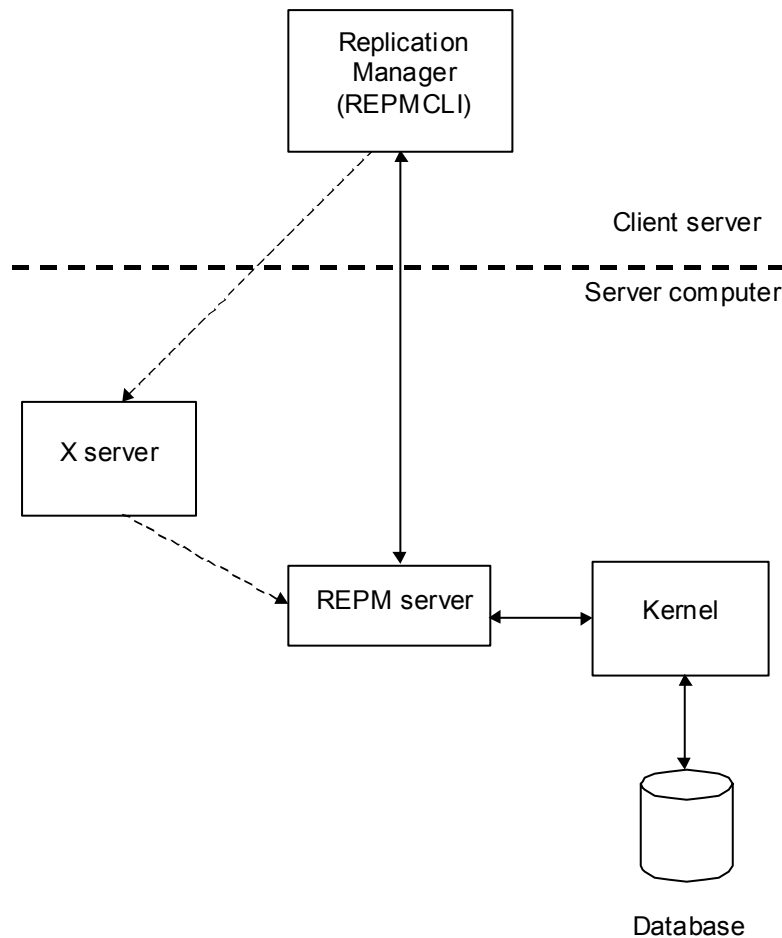 Replication
Manager
(REPMCLI)
Client server
Server computer
X server
REPM server
Kernel
Database